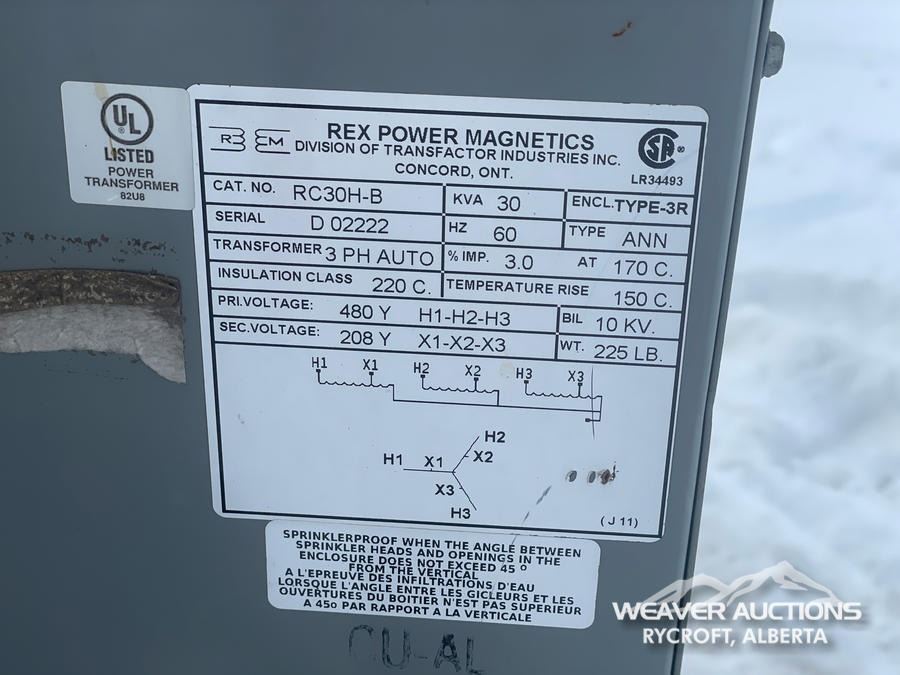 UL
®
LISTED
POWER
TRANSFORMER
82U8
REX POWER MAGNETICS
DIVISION OF TRANSFACTOR INDUSTRIES INC.
CONCORD, ONT.
®
LR34493
CAT. NO. RC30H-B KVA 30 ENCL.TYPE-3R
SERIAL D 02222 HZ 60 TYPE ANN
TRANSFORMER 3 PH AUTO % IMP. 3.0 AT 170 C.
INSULATION CLASS 220 C. TEMPERATURE RISE 150 C.
PRI.VOLTAGE: 480 Y H1-H2-H3 BIL 10 KV.
SEC.VOLTAGE: 208 Y X1-X2-X3 WT. 225 LB.
H1 X1 H2 X2 H3 X3
H2
H1 X1 X2
X3
H3
( J 11)
SPRINKLERPROOF WHEN THE ANGLE BETWEEN
SPRINKLER HEADS AND OPENINGS IN THE
ENCLOSURE DOES NOT EXCEED 45 º
FROM THE VERTICAL
A L'EPREUVE DES INFILTRATIONS D'EAU
LORSQUE L'ANGLE ENTRE LES GICLEURS ET LES
OUVERTURES DU BOITIER N'EST PAS SUPERIEUR
A 45o PAR RAPPORT A LA VERTICALE
CU-AL
WEAVER AUCTIONS
RYCROFT, ALBERTA